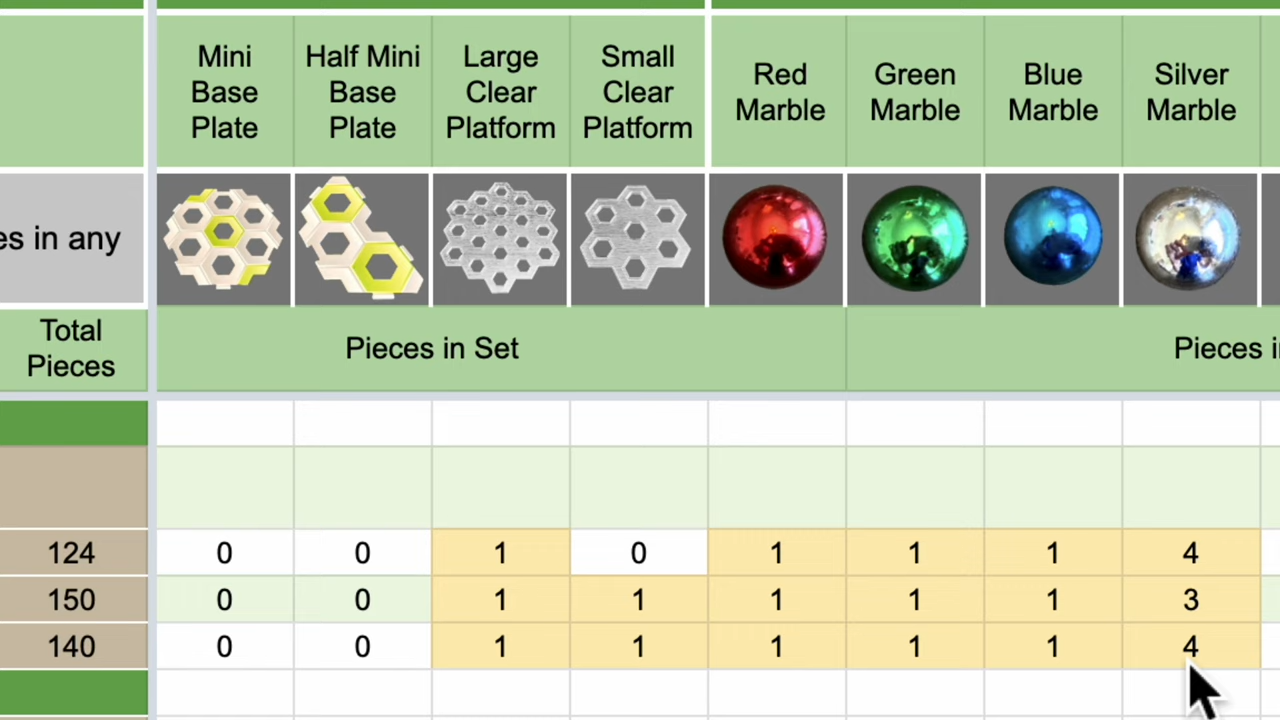 Mini
Base
Plate
Half Mini
Base
Plate
Large
Clear
Platform
Small
Clear
Platform
Red
Marble
Green
Marble
Blue
Marble
Silver
Marble
es in any
Total
Pieces
Pieces in Set
Pieces i
124 0 0 1 0 1 1 1 4
150 0 0 1 1 1 1 1 3
140 0 0 1 1 1 1 1 4